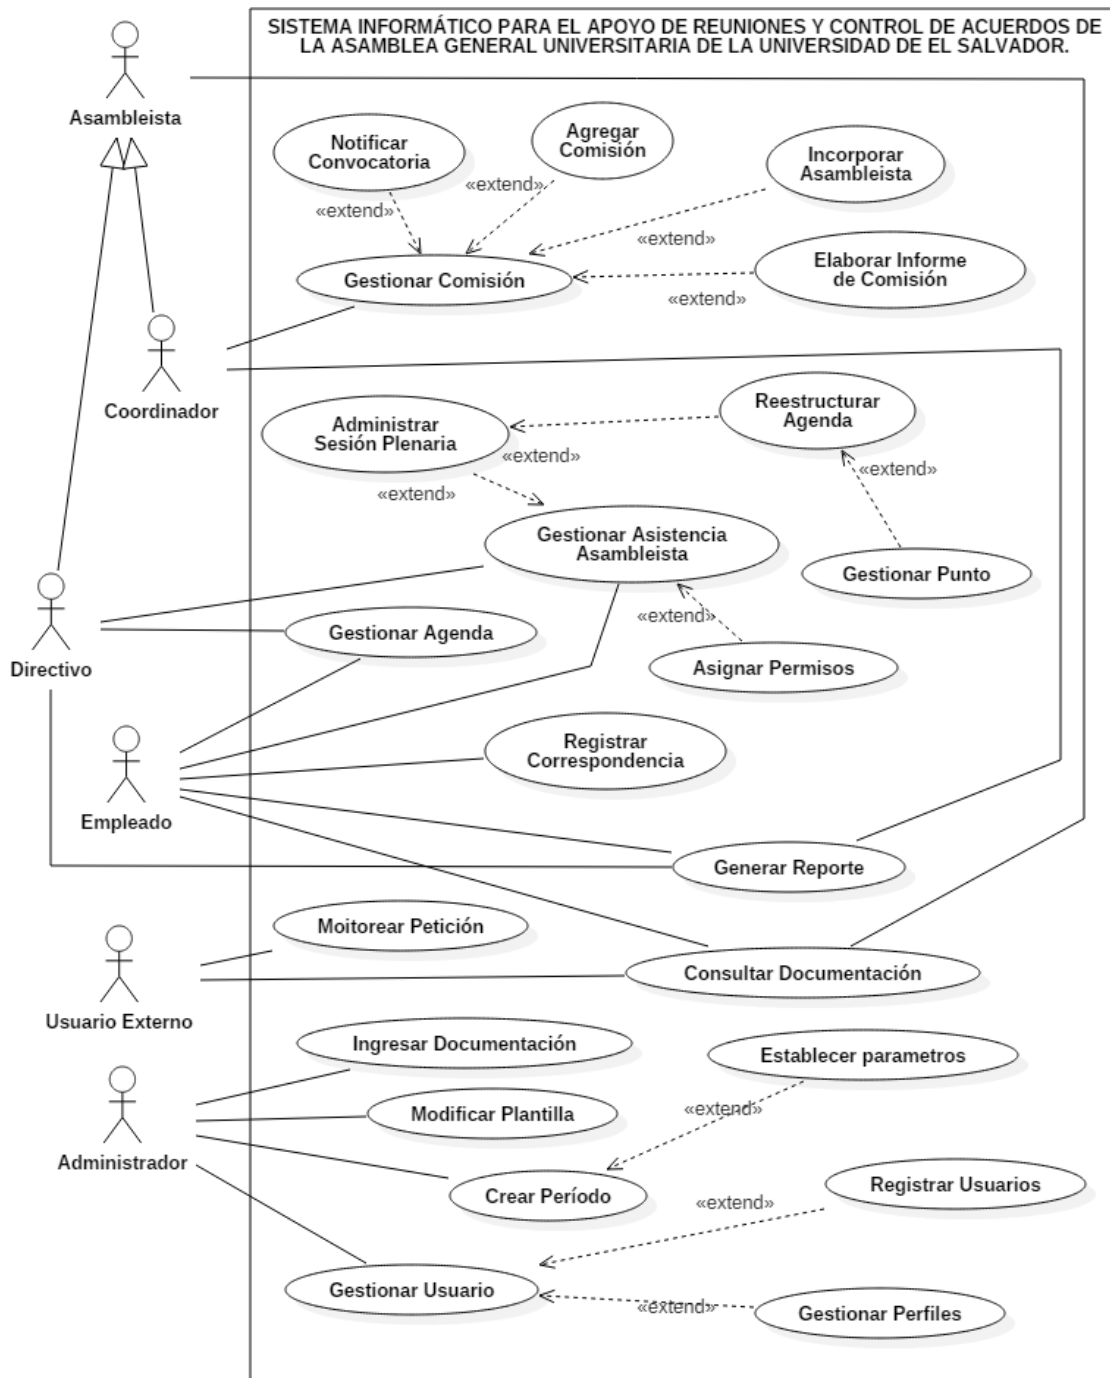 SISTEMA INFORMÁTICO PARA EL APOYO DE REUNIONES Y CONTROL DE ACUERDOS DE
LA ASAMBLEA GENERAL UNIVERSITARIA DE LA UNIVERSIDAD DE EL SALVADOR.
Asambleista
Notificar
Convocatoria
Agregar
Comisión
Incorporar
Asambleista
«extend»
«extend»
«extend»
Gestionar Comisión
Elaborar Informe
de Comisión
«extend»
Coordinador
Administrar
Sesión Plenaria
Reestructurar
Agenda
«extend»
«extend»
«extend»
Gestionar Asistencia
Asambleista
Gestionar Punto
«extend»
Directivo
Gestionar Agenda
Asignar Permisos
Registrar
Correspondencia
Empleado
Generar Reporte
Moitorear Petición
Consultar Documentación
Usuario Externo
Ingresar Documentación
Establecer parametros
Modificar Plantilla
«extend»
Administrador
Crear Período
Registrar Usuarios
«extend»
Gestionar Usuario
«extend»
Gestionar Perfiles